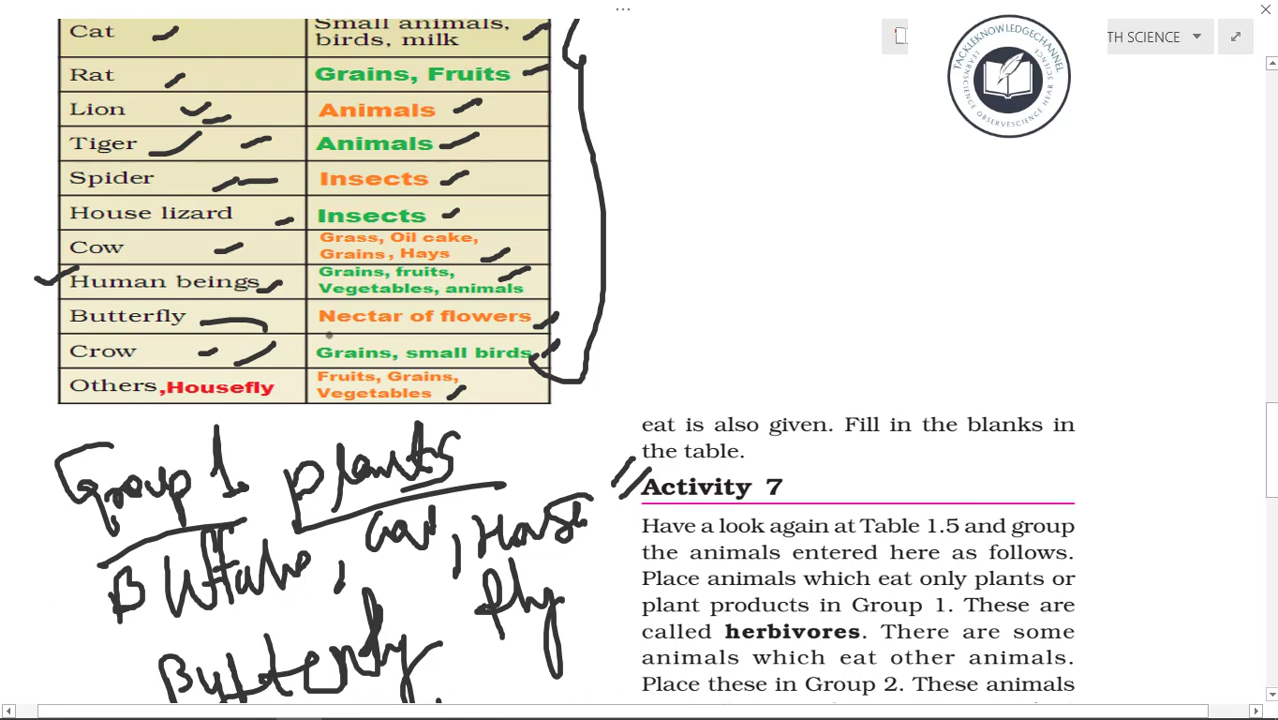 Cat
Small animals,
birds, milk
Rat
Grains, Fruits
Lion
Animals
Tiger
Animals
Spider
Insects
House lizard
Insects
Cow
Grass, Oil cake,
Grains, Hays
Human beings
Grains, fruits,
Vegetables, animals
Butterfly
Nectar of flowers
Crow
Grains, small birds
Others,Housefly
Fruits, Grains,
Vegetables
Group 1 plants
, House
fly
Butterfly
TH SCIENCE
TACKLEKNOWLEDGECHANNEL
LEARNSCIENCE OBSERVESCIENCE HEAR
eat is also given. Fill in the blanks in
the table.
Activity 7
Have a look again at Table 1.5 and group
the animals entered here as follows.
Place animals which eat only plants or
plant products in Group 1. These are
called herbivores. There are some
animals which eat other animals.
Place these in Group 2. These animals